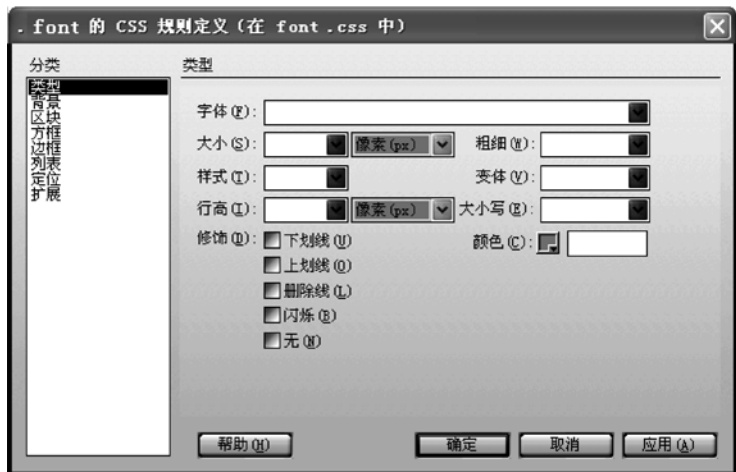 .font 的 CSS 规则定义(在 font.css 中)
分类
类型
背景
区块
方框
边框
列表
定位
扩展
类型
字体(F):
大小(S): 像素(px) 粗细(W):
样式(T): 变体(V):
行高(I): 像素(px) 大小写(E):
修饰(D): 下划线(U) 颜色(C):
上划线(O)
删除线(L)
闪烁(B)
无(N)
帮助(H) 确定 取消 应用(A)